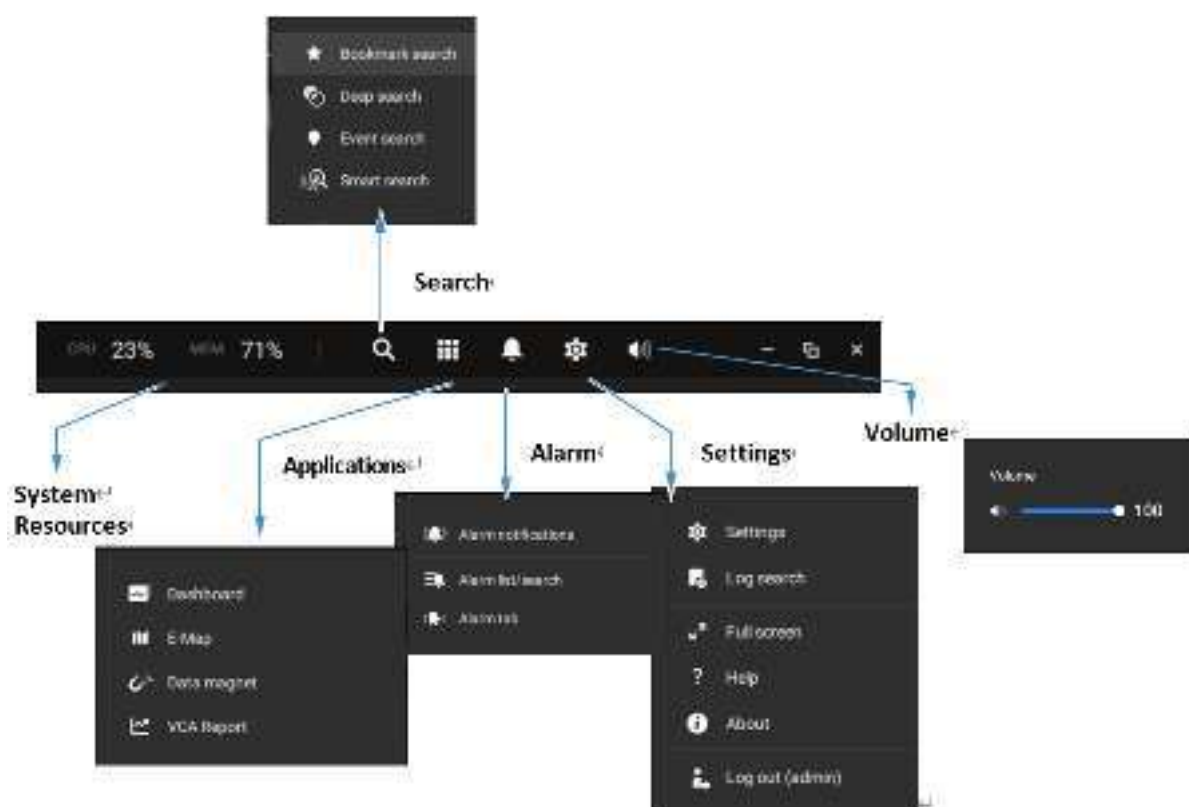 Bookmark search
Deep search
Event search
Smart search
Search
CPU 23% MEM 71%
Volume
Applications
Alarm
Settings
System
Resources
Volume
100
Alarm notifications
Alarm list/search
Alarm tab
Settings
Log search
Full screen
Help
About
Log out (admin)
Dashboard
E-Map
Data magnet
VCA Report